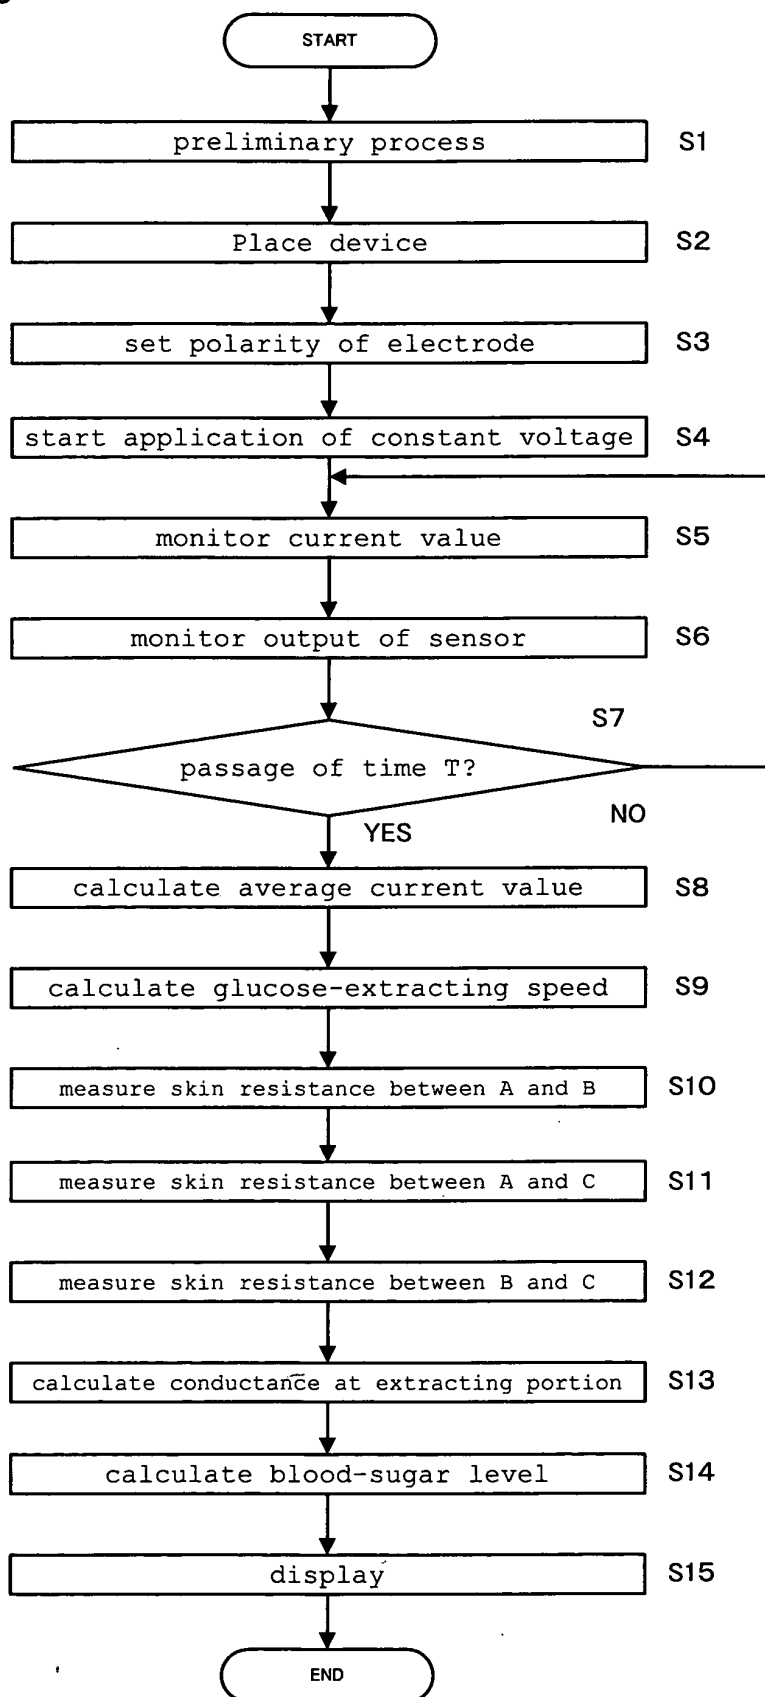 START
preliminary process S1
Place device S2
set polarity of electrode S3
start application of constant voltage S4
monitor current value S5
monitor output of sensor S6
S7
passage of time T?
NO
YES
calculate average current value S8
calculate glucose-extracting speed S9
measure skin resistance between A and B S10
measure skin resistance between A and C S11
measure skin resistance between B and C S12
calculate conductance at extracting portion S13
calculate blood-sugar level S14
display S15
END